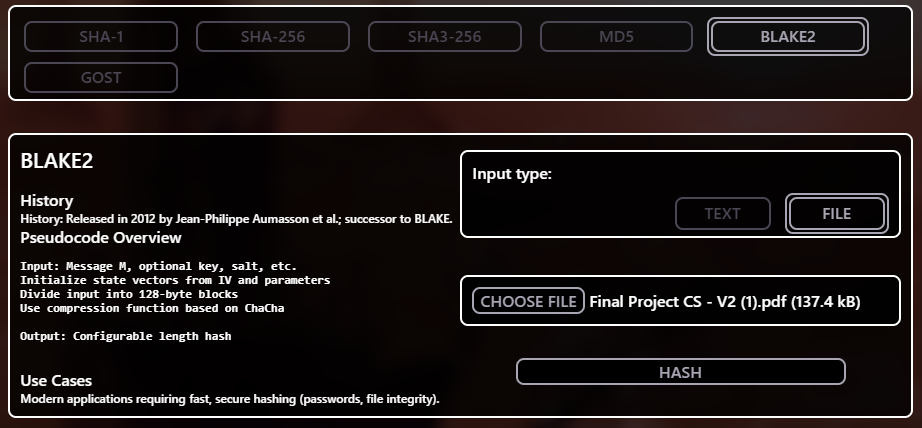 SHA-1
SHA-256
SHA3-256
MD5
BLAKE2
GOST
BLAKE2
History
History: Released in 2012 by Jean-Philippe Aumasson et al.; successor to BLAKE.
Pseudocode Overview
Input: Message M, optional key, salt, etc.
Initialize state vectors from IV and parameters
Divide input into 128-byte blocks
Use compression function based on ChaCha
Output: Configurable length hash
Use Cases
Modern applications requiring fast, secure hashing (passwords, file integrity).
Input type:
TEXT
FILE
CHOOSE FILE Final Project CS - V2 (1).pdf (137.4 kB)
HASH